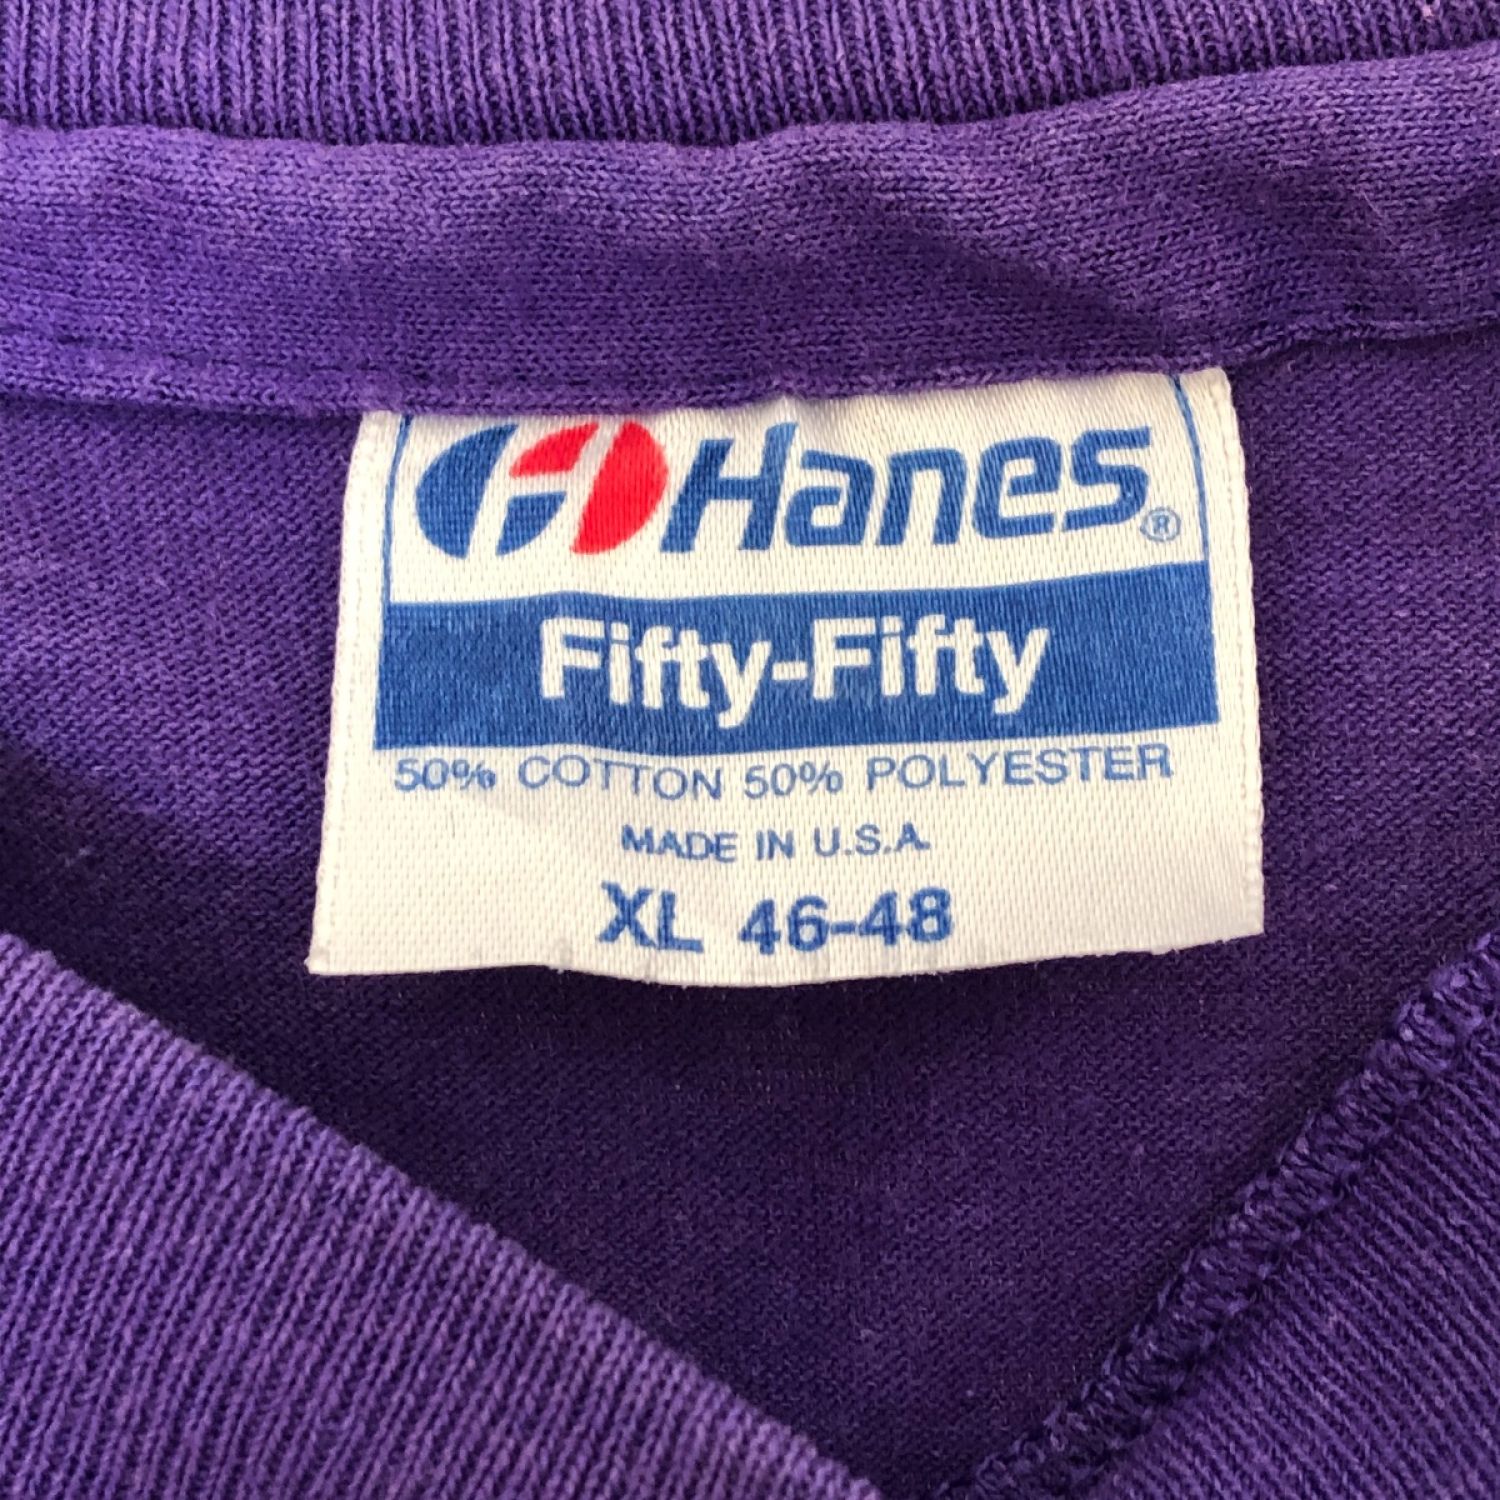 Hanes®
Fifty-Fifty
50% COTTON 50% POLYESTER
MADE IN U.S.A.
XL 46-48